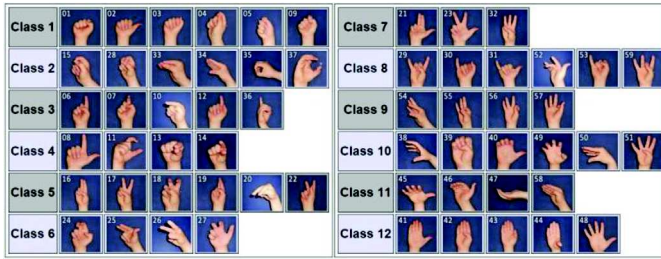 Class 1 01 02 03 04 05 09
Class 2 15 28 33 34 35 37
Class 3 06 07 10 12 36
Class 4 08 11 13 14
Class 5 16 17 18 19 20 22
Class 6 24 25 26 27
Class 7 21 23 32
Class 8 29 30 31 52 53 59
Class 9 54 55 56 57
Class 10 38 39 40 49 50 51
Class 11 45 46 47 58
Class 12 41 42 43 44 48